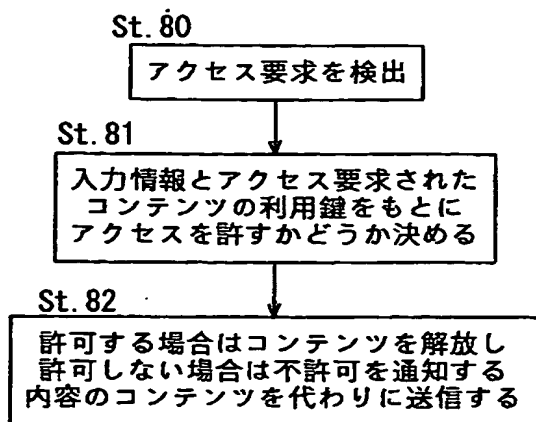 St.80
アクセス要求を検出
St.81
入力情報とアクセス要求された
コンテンツの利用鍵をもとに
アクセスを許すかどうか決める
St.82
許可する場合はコンテンツを解放し
許可しない場合は不許可を通知する
内容のコンテンツを代わりに送信する